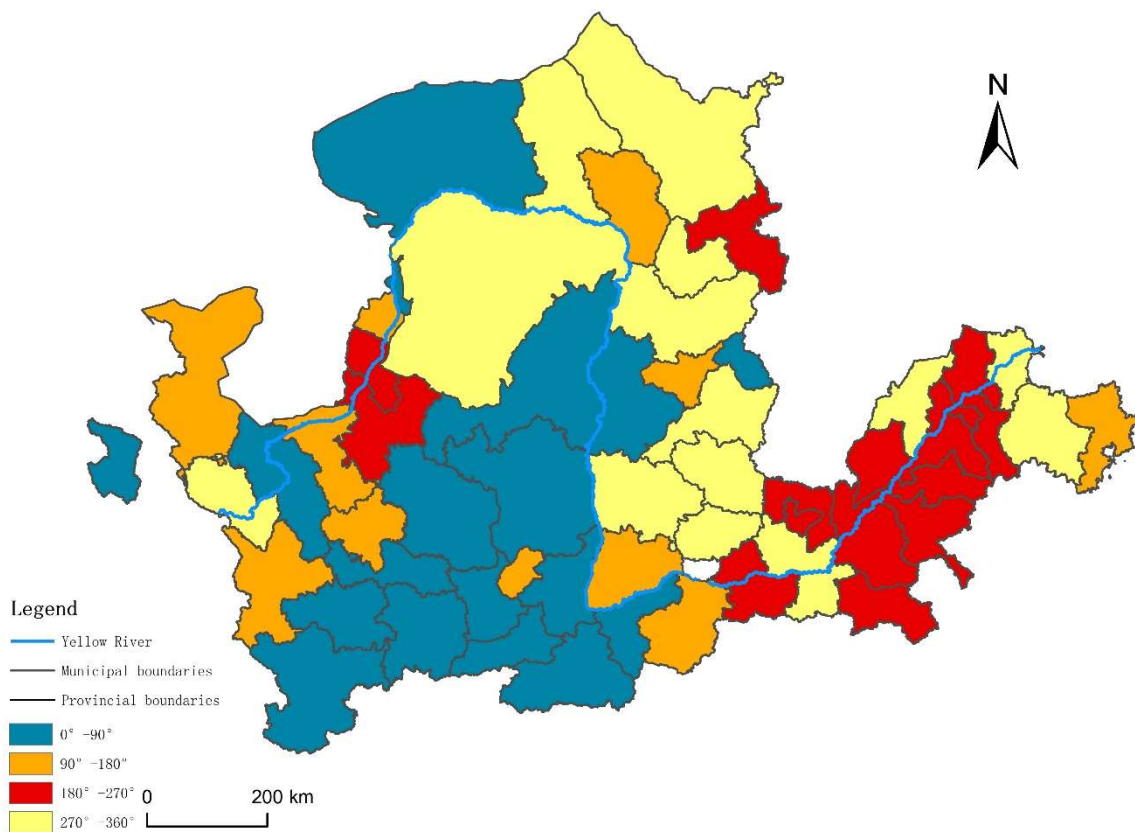 N
Legend
Yellow River
Municipal boundaries
Provincial boundaries
0° -90°
90° -180°
180° -270°
270° -360°
0 200 km